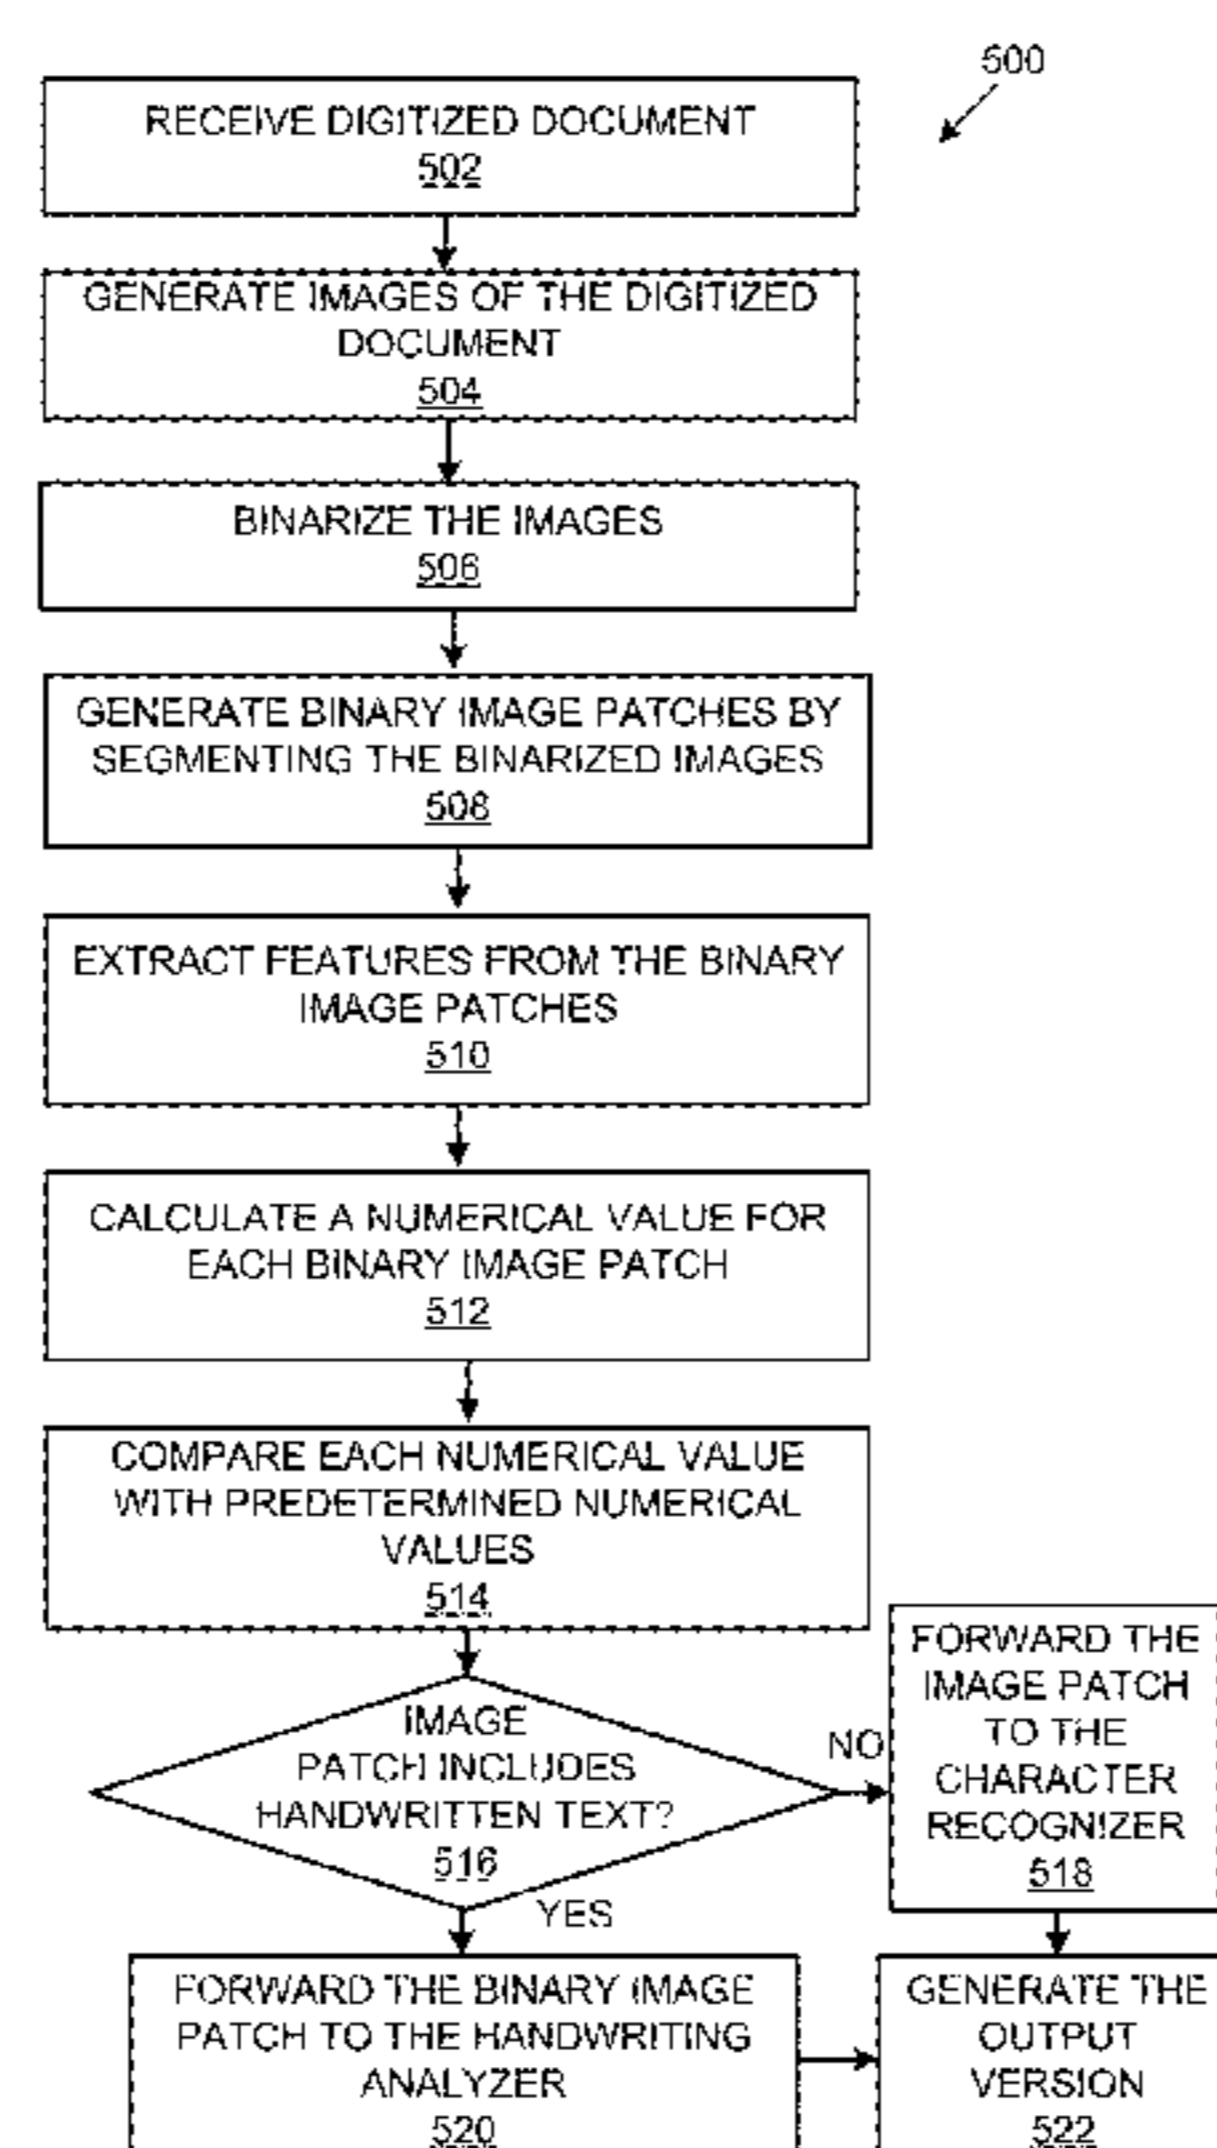 500
RECEIVE DIGITIZED DOCUMENT
502
GENERATE IMAGES OF THE DIGITIZED
DOCUMENT
504
BINARIZE THE IMAGES
506
GENERATE BINARY IMAGE PATCHES BY
SEGMENTING THE BINARIZED IMAGES
508
EXTRACT FEATURES FROM THE BINARY
IMAGE PATCHES
510
CALCULATE A NUMERICAL VALUE FOR
EACH BINARY IMAGE PATCH
512
COMPARE EACH NUMERICAL VALUE
WITH PREDETERMINED NUMERICAL
VALUES
514
IMAGE
PATCH INCLUDES
HANDWRITTEN TEXT?
516
NO
FORWARD THE
IMAGE PATCH
TO THE
CHARACTER
RECOGNIZER
518
YES
FORWARD THE BINARY IMAGE
PATCH TO THE HANDWRITING
ANALYZER
520
GENERATE THE
OUTPUT
VERSION
522